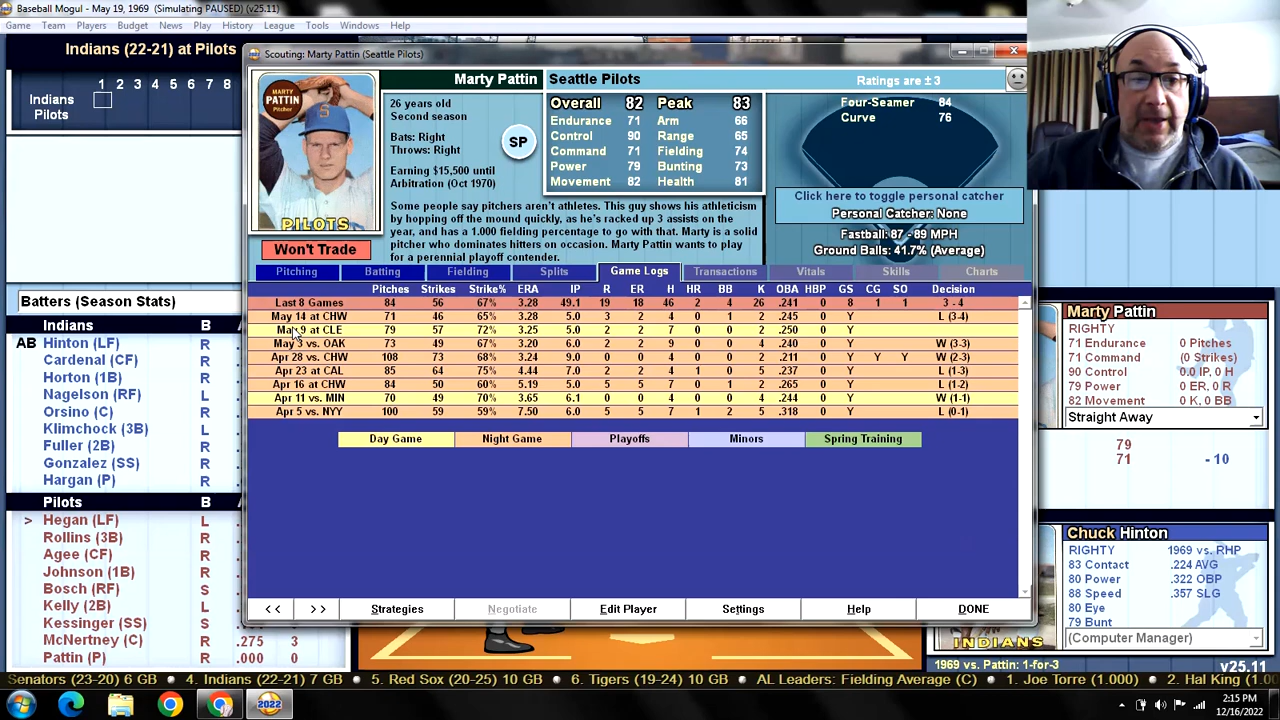 Baseball Mogul - May 19, 1969 (Simulating PAUSED) (v25.11)
Game Team Players Budget News Play History League Tools Window Help
Indians (22-21) at Pilots
1 2 3 4 5 6 7 8
Indians
Pilots
Batters (Season Stats)
Indians B
AB Hinton (LF) R
Cardenal (CF) R
Horton (1B) R
Nagelson (RF) L
Orsino (C) R
Klimchock (3B) L
Fuller (2B) R
Gonzalez (SS) R
Hargan (P) R
Pilots B
> Hegan (LF) L
Rollins (3B) R
Agee (CF) R
Johnson (1B) R
Bosch (RF) S
Kelly (2B) R
Kessinger (SS) S
McNertney (C) R .275 3
Pattin (P) R .000 0
Scouting: Marty Pattin (Seattle Pilots)
MARTY
PATTIN
Pitcher
PILOTS
Won't Trade
Marty Pattin
26 years old
Second season
Bats: Right
Throws: Right
Earning $15,500 until
Arbitration (Oct 1970)
SP
Seattle Pilots
Overall 82 Peak 83
Endurance 71 Arm 66
Control 90 Range 65
Command 71 Fielding 74
Power 79 Bunting 73
Movement 82 Health 81
Some people say pitchers aren't athletes. This guy shows his athleticism
by hopping off the mound quickly, as he's racked up 3 assists on the
year, and has a 1.000 fielding percentage to go with that. Marty is a solid
pitcher who dominates hitters on occasion. Marty Pattin wants to play
for a perennial playoff contender.
Ratings are ± 3
Four-Seamer 84
Curve 76
Click here to toggle personal catcher
Personal Catcher: None
Fastball: 87 - 89 MPH
Ground Balls: 41.7% (Average)
Pitching Batting Fielding Splits Game Logs Transactions Vitals Skills Charts
Pitches Strikes Strike% ERA IP R ER H HR BB K OBA HBP GS CG SO Decision
Last 8 Games 84 56 67% 3.28 49.1 19 18 46 2 4 26 .241 0 8 1 1 3 - 4
May 14 at CHW 71 46 65% 3.28 5.0 3 2 4 0 1 2 .245 0 Y L (3-4)
May 9 at CLE 79 57 72% 3.25 5.0 2 2 7 0 0 2 .250 0 Y
May 3 vs. OAK 73 49 67% 3.20 6.0 2 2 9 0 0 4 .240 0 Y W (3-3)
Apr 28 vs. CHW 108 73 68% 3.24 9.0 0 0 4 0 0 2 .211 0 Y Y Y W (2-3)
Apr 23 at CAL 85 64 75% 4.44 7.0 2 2 4 1 0 3 .237 0 Y L (1-3)
Apr 16 at CHW 84 50 60% 5.19 5.0 5 5 7 0 1 2 .265 0 Y L (1-2)
Apr 11 vs. MIN 70 49 70% 3.65 6.1 0 0 4 0 0 4 .244 0 Y W (1-1)
Apr 5 vs. NYY 100 59 59% 7.50 6.0 5 5 7 1 2 5 .318 0 Y L (0-1)
Day Game Night Game Playoffs Minors Spring Training
<< >> Strategies Negotiate Edit Player Settings Help DONE
Marty Pattin
RIGHTY
71 Endurance 0 Pitches
71 Command (0 Strikes)
90 Control 0.0 IP, 0 H
79 Power 0 ER, 0 R
82 Movement 0 K, 0 BB
Straight Away
79
71 - 10
Chuck Hinton
RIGHTY 1969 vs. RHP
83 Contact .224 AVG
80 Power .322 OBP
88 Speed .357 SLG
80 Eye
79 Bunt
(Computer Manager)
INDIANS
1969 vs. Pattin: 1-for-3 v25.11
Senators (23-20) 6 GB 4. Indians (22-21) 7 GB 5. Red Sox (20-25) 10 GB 6. Tigers (19-24) 10 GB AL Leaders: Fielding Average (C) 1. Joe Torre (1.000) 2. Hal King (1.00
2022
2:15 PM
12/16/2022